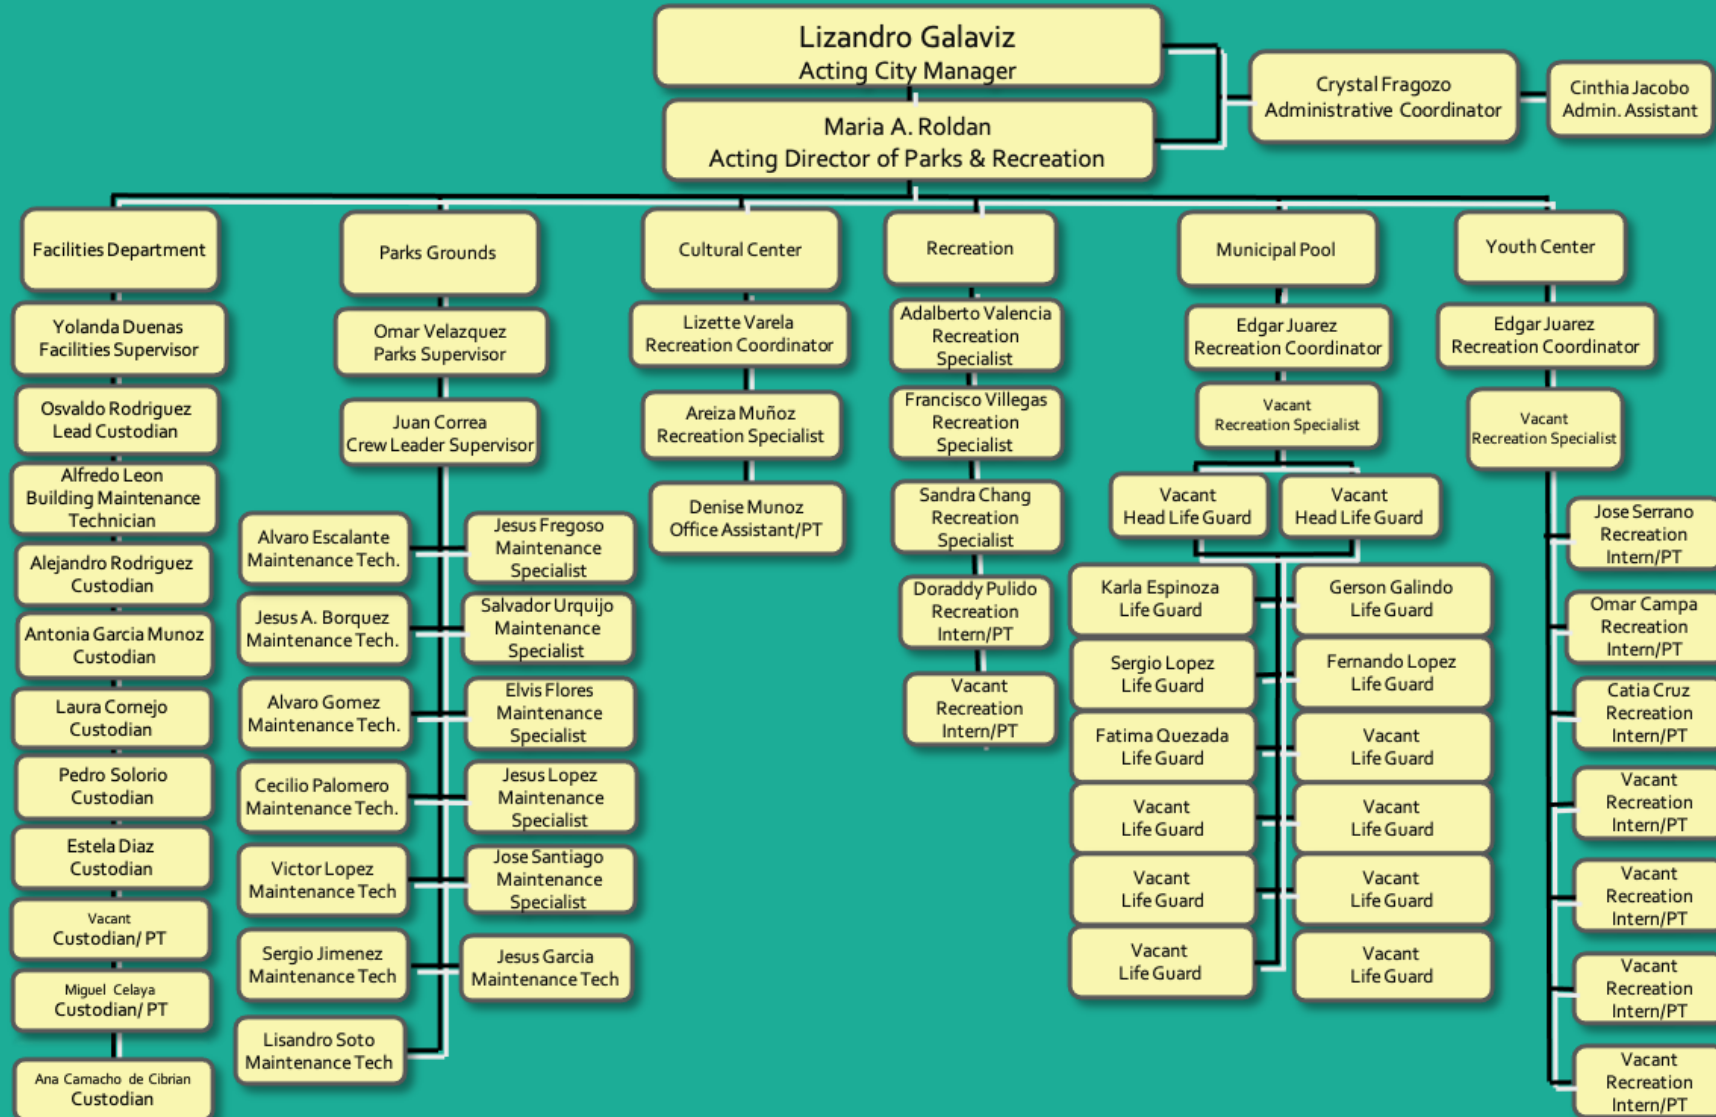 Lizandro Galaviz
Acting City Manager
Maria A. Roldan
Acting Director of Parks & Recreation
Crystal Fragozo
Administrative Coordinator
Cinthia Jacobo
Admin. Assistant
Facilities Department
Yolanda Duenas
Facilities Supervisor
Osvaldo Rodriguez
Lead Custodian
Alfredo Leon
Building Maintenance
Technician
Alejandro Rodriguez
Custodian
Antonia Garcia Munoz
Custodian
Laura Cornejo
Custodian
Pedro Solorio
Custodian
Estela Diaz
Custodian
Vacant
Custodian/ PT
Miguel Celaya
Custodian/ PT
Ana Camacho de Cibrian
Custodian
Parks Grounds
Omar Velazquez
Parks Supervisor
Juan Correa
Crew Leader Supervisor
Alvaro Escalante
Maintenance Tech.
Jesus Fregoso
Maintenance
Specialist
Jesus A. Borquez
Maintenance Tech.
Salvador Urquijo
Maintenance
Specialist
Alvaro Gomez
Maintenance Tech.
Elvis Flores
Maintenance
Specialist
Cecilio Palomero
Maintenance Tech.
Jesus Lopez
Maintenance
Specialist
Victor Lopez
Maintenance Tech
Jose Santiago
Maintenance
Specialist
Sergio Jimenez
Maintenance Tech
Jesus Garcia
Maintenance Tech
Lisandro Soto
Maintenance Tech
Cultural Center
Lizette Varela
Recreation Coordinator
Areiza Muñoz
Recreation Specialist
Denise Munoz
Office Assistant/PT
Recreation
Adalberto Valencia
Recreation
Specialist
Francisco Villegas
Recreation
Specialist
Sandra Chang
Recreation
Specialist
Doraddy Pulido
Recreation
Intern/PT
Vacant
Recreation
Intern/PT
Municipal Pool
Edgar Juarez
Recreation Coordinator
Vacant
Recreation Specialist
Vacant
Head Life Guard
Vacant
Head Life Guard
Karla Espinoza
Life Guard
Gerson Galindo
Life Guard
Sergio Lopez
Life Guard
Fernando Lopez
Life Guard
Fatima Quezada
Life Guard
Vacant
Life Guard
Vacant
Life Guard
Vacant
Life Guard
Vacant
Life Guard
Vacant
Life Guard
Vacant
Life Guard
Vacant
Life Guard
Youth Center
Edgar Juarez
Recreation Coordinator
Vacant
Recreation Specialist
Jose Serrano
Recreation
Intern/PT
Omar Campa
Recreation
Intern/PT
Catia Cruz
Recreation
Intern/PT
Vacant
Recreation
Intern/PT
Vacant
Recreation
Intern/PT
Vacant
Recreation
Intern/PT
Vacant
Recreation
Intern/PT